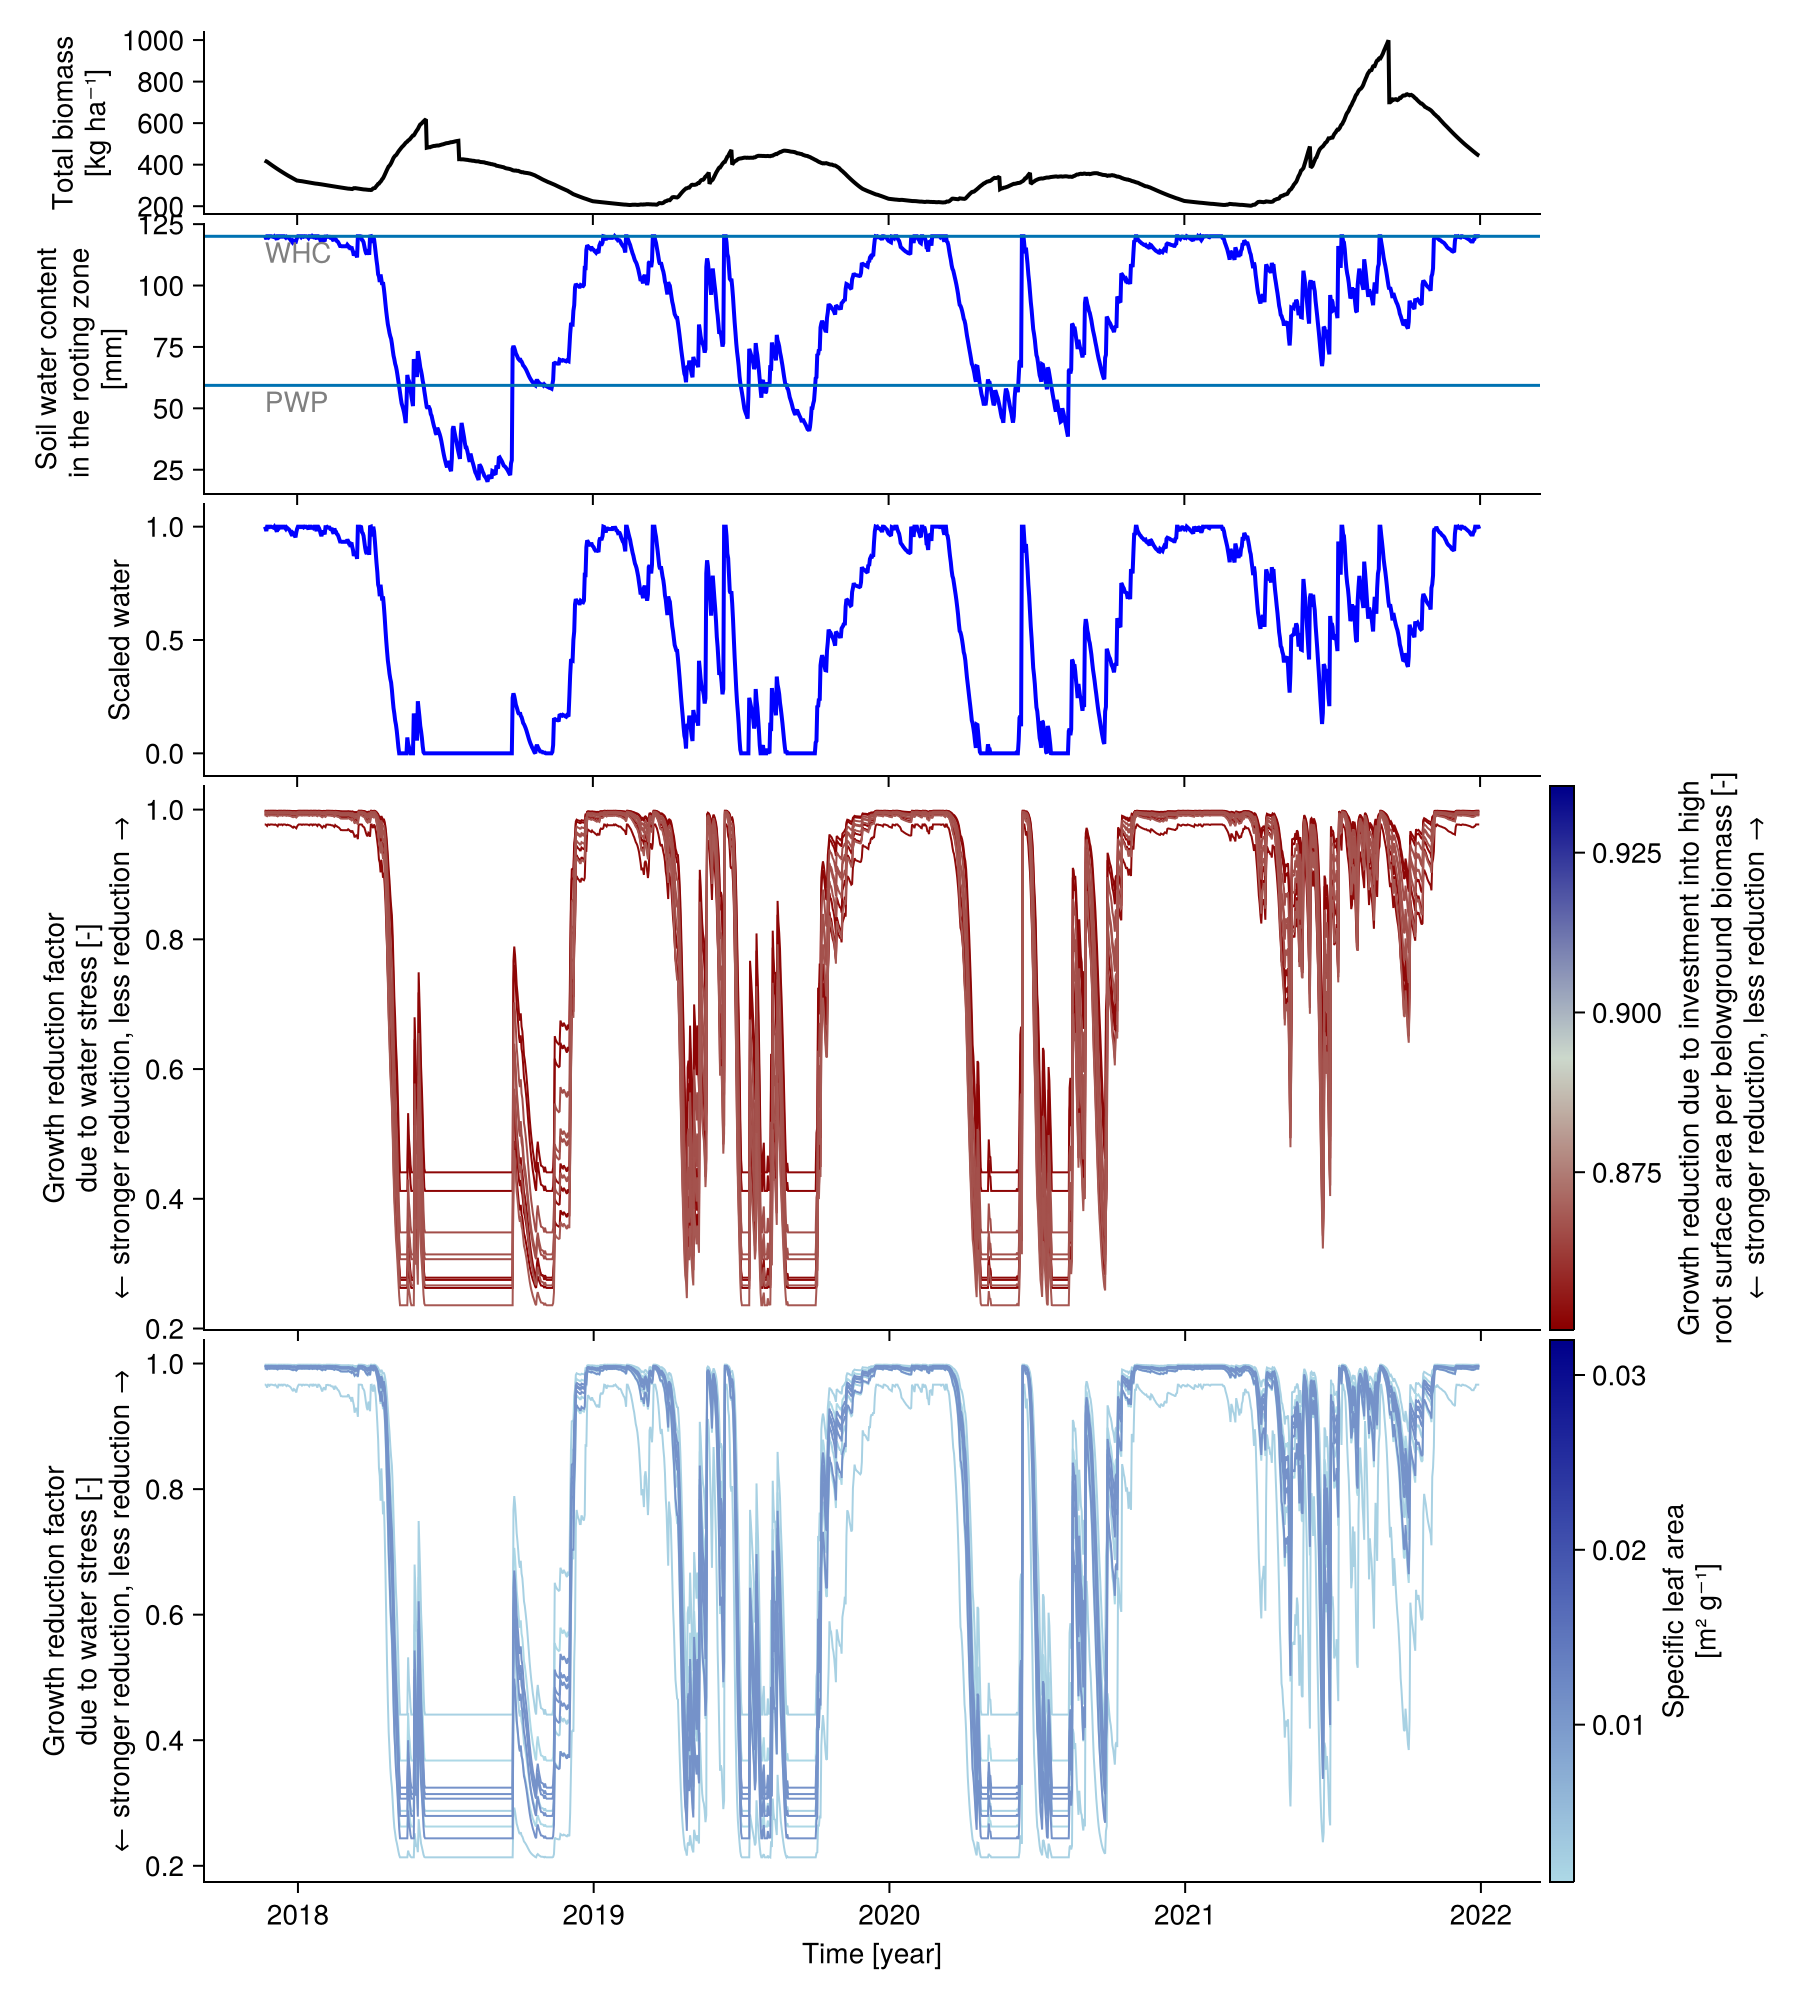 Total biomass
[kg ha⁻¹]
1000
800
600
400
200
Soil water content
in the rooting zone
[mm]
125
100
75
50
25
WHC
PWP
Scaled water
1.0
0.5
0.0
Growth reduction factor
due to water stress [-]
← stronger reduction, less reduction →
1.0
0.8
0.6
0.4
0.2
0.925
0.900
0.875
Growth reduction due to investment into high
root surface area per belowground biomass [-]
← stronger reduction, less reduction →
Growth reduction factor
due to water stress [-]
← stronger reduction, less reduction →
1.0
0.8
0.6
0.4
0.2
0.03
0.02
0.01
Specific leaf area
[m² g⁻¹]
2018 2019 2020 2021 2022
Time [year]